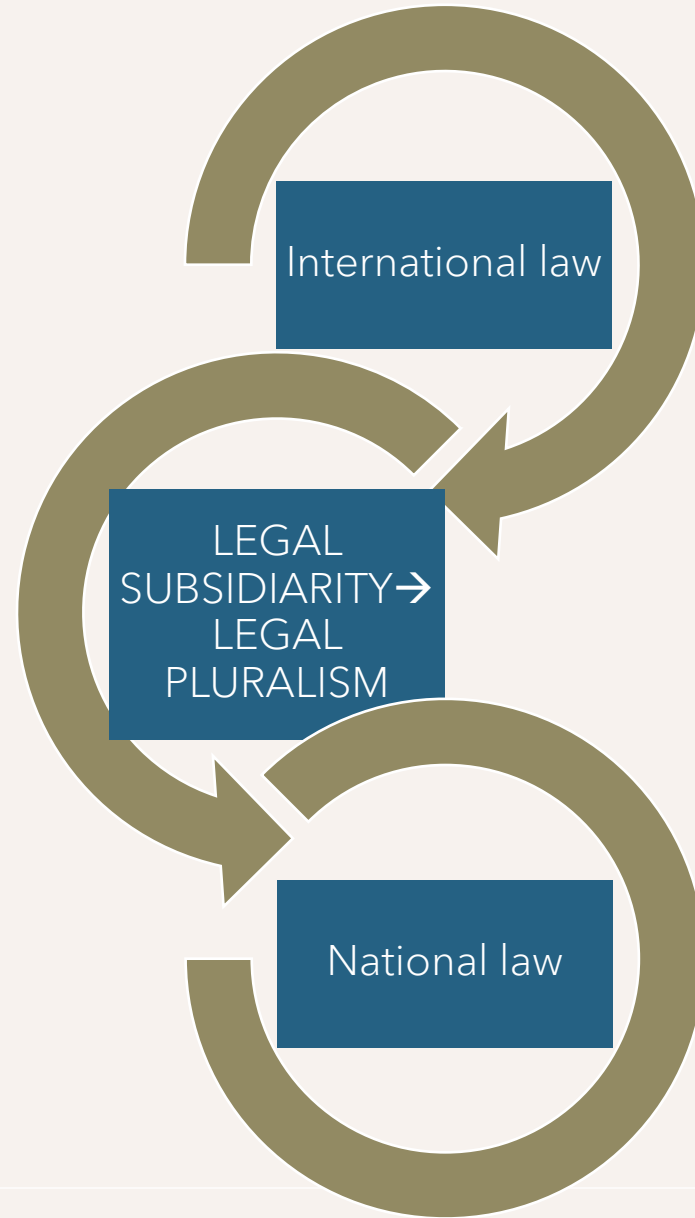 International law
LEGAL
SUBSIDIARITY→
LEGAL
PLURALISM
National law